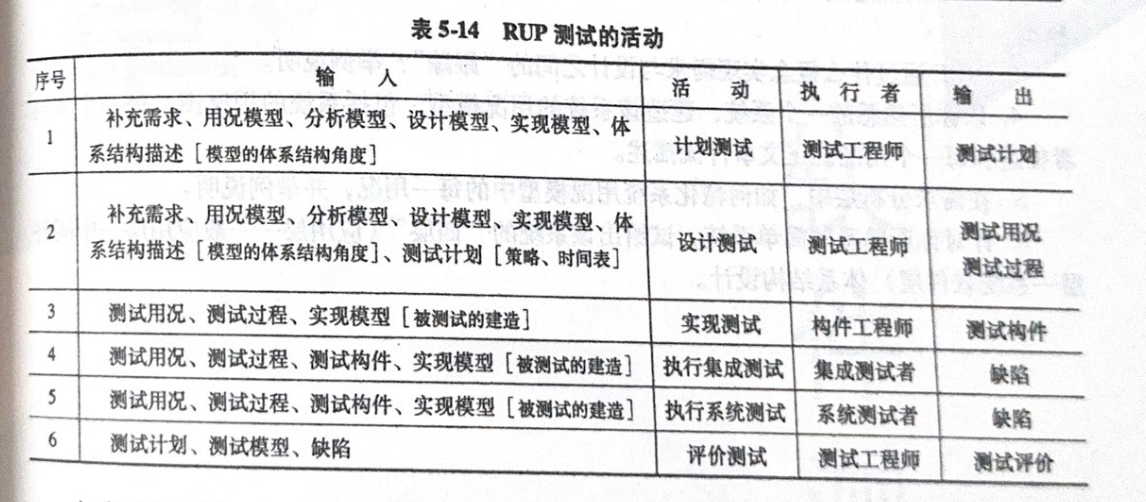 表 5-14 RUP 测试的活动
序号 输 入 活 动 执 行 者 输 出
1 补充需求、用况模型、分析模型、设计模型、实现模型、体系结构描述［模型的体系结构角度］ 计划测试 测试工程师 测试计划
2 补充需求、用况模型、分析模型、设计模型、实现模型、体系结构描述［模型的体系结构角度］、测试计划［策略、时间表］ 设计测试 测试工程师 测试用况 测试过程
3 测试用况、测试过程、实现模型［被测试的建造］ 实现测试 构件工程师 测试构件
4 测试用况、测试过程、测试构件、实现模型［被测试的建造］ 执行集成测试 集成测试者 缺陷
5 测试用况、测试过程、测试构件、实现模型［被测试的建造］ 执行系统测试 系统测试者 缺陷
6 测试计划、测试模型、缺陷 评价测试 测试工程师 测试评价